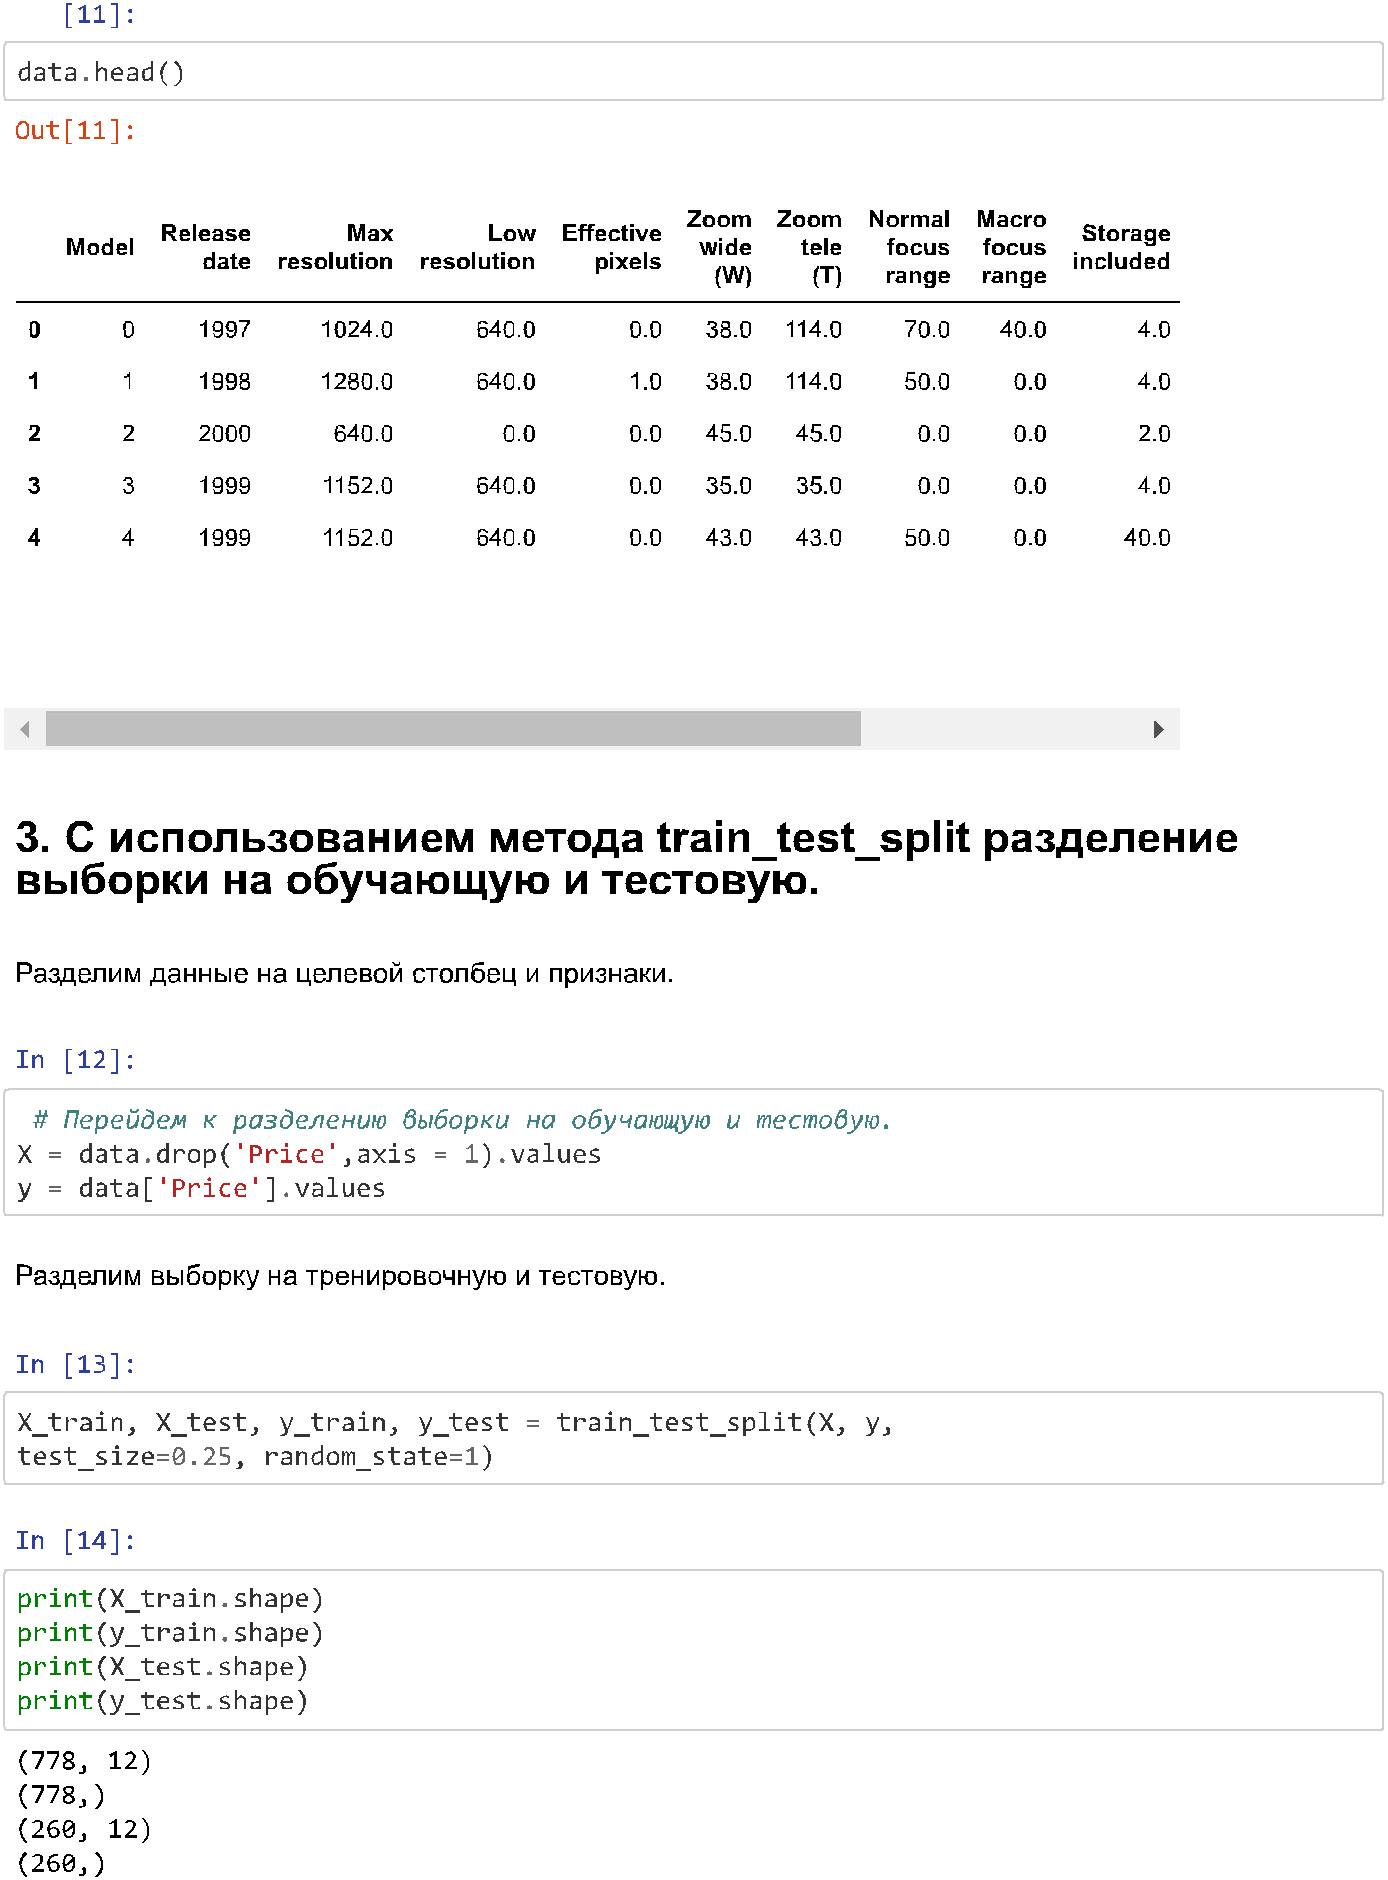 [11]:
data.head()
Out[11]:
Model Release date Max resolution Low resolution Effective pixels Zoom wide (W) Zoom tele (T) Normal focus range Macro focus range Storage included
0 0 1997 1024.0 640.0 0.0 38.0 114.0 70.0 40.0 4.0
1 1 1998 1280.0 640.0 1.0 38.0 114.0 50.0 0.0 4.0
2 2 2000 640.0 0.0 0.0 45.0 45.0 0.0 0.0 2.0
3 3 1999 1152.0 640.0 0.0 35.0 35.0 0.0 0.0 4.0
4 4 1999 1152.0 640.0 0.0 43.0 43.0 50.0 0.0 40.0
3. С использованием метода train_test_split разделение
выборки на обучающую и тестовую.
Разделим данные на целевой столбец и признаки.
In [12]:
# Перейдем к разделению выборки на обучающую и тестовую.
X = data.drop('Price',axis = 1).values
y = data['Price'].values
Разделим выборку на тренировочную и тестовую.
In [13]:
X_train, X_test, y_train, y_test = train_test_split(X, y,
test_size=0.25, random_state=1)
In [14]:
print(X_train.shape)
print(y_train.shape)
print(X_test.shape)
print(y_test.shape)
(778, 12)
(778,)
(260, 12)
(260,)